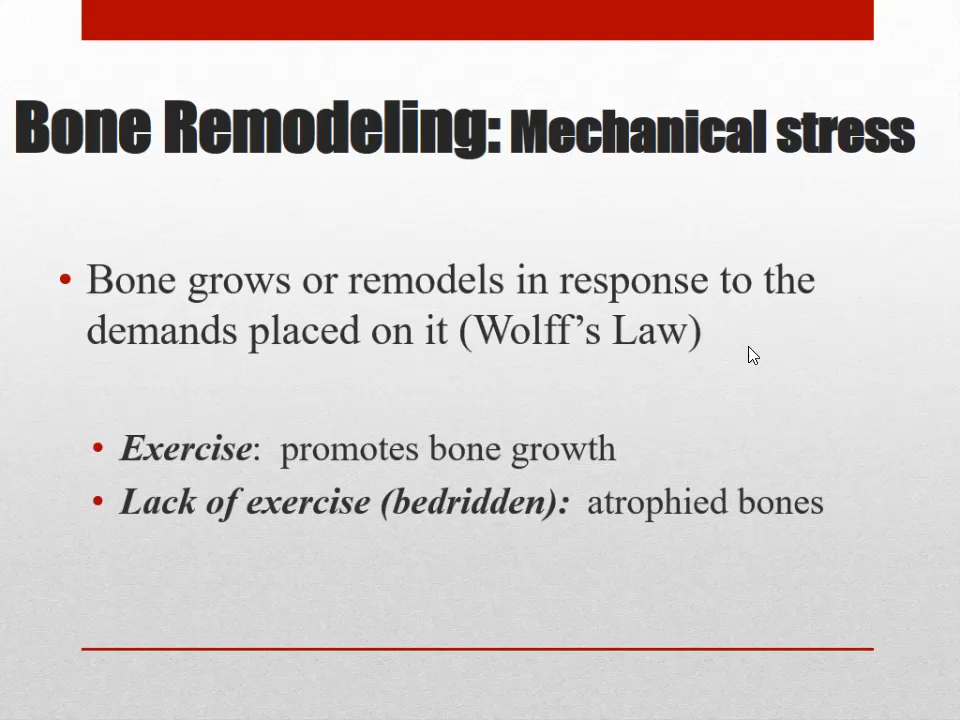 Bone Remodeling: Mechanical stress
• Bone grows or remodels in response to the
demands placed on it (Wolff’s Law)
• Exercise:  promotes bone growth
• Lack of exercise (bedridden):  atrophied bones